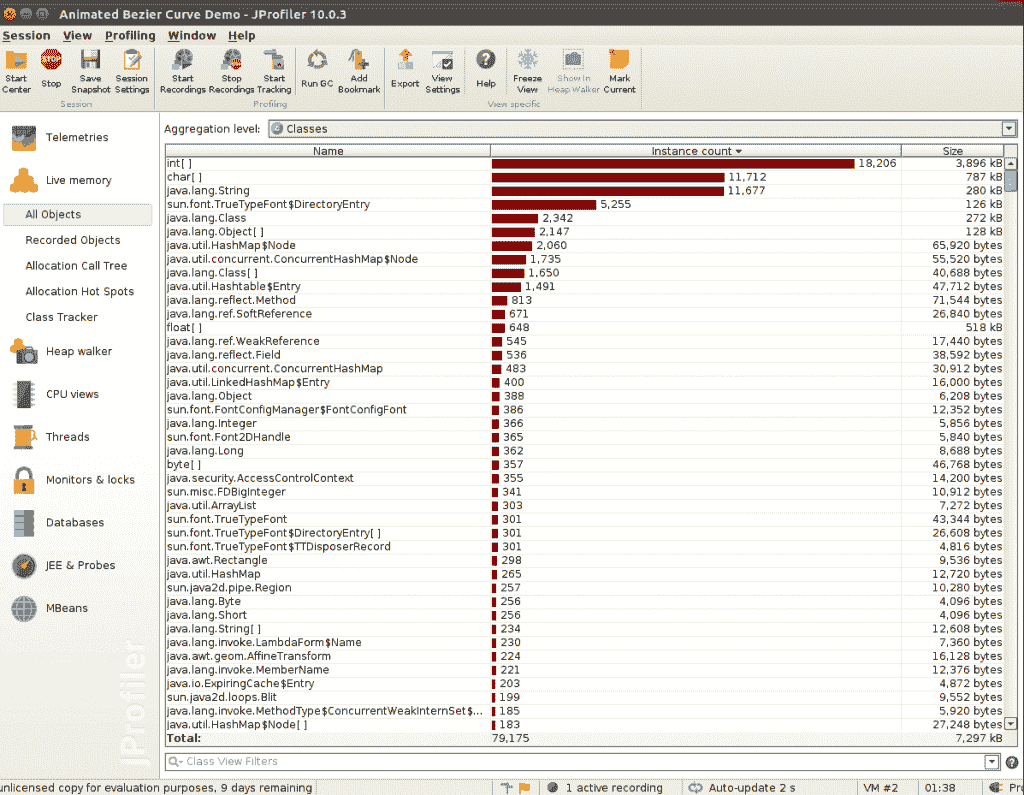 Animated Bezier Curve Demo - JProfiler 10.0.3
Session View Profiling Window Help
Start Center
Stop
Save Snapshot
Session Settings
Start Recordings
Stop Recordings
Start Tracking
Run GC
Add Bookmark
Export
View Settings
Help
Freeze View
Show In Heap Walker
Mark Current
Session
Profiling
View specific
Telemetries
Live memory
All Objects
Recorded Objects
Allocation Call Tree
Allocation Hot Spots
Class Tracker
Heap walker
CPU views
Threads
Monitors & locks
Databases
JEE & Probes
MBeans
JProfiler
Aggregation level: Classes
Name Instance count Size
int[ ] 18,206 3,896 kB
char[ ] 11,712 787 kB
java.lang.String 11,677 280 kB
sun.font.TrueTypeFont$DirectoryEntry 5,255 126 kB
java.lang.Class 2,342 272 kB
java.lang.Object[ ] 2,147 128 kB
java.util.HashMap$Node 2,060 65,920 bytes
java.util.concurrent.ConcurrentHashMap$Node 1,735 55,520 bytes
java.lang.Class[ ] 1,650 40,688 bytes
java.util.Hashtable$Entry 1,491 47,712 bytes
java.lang.reflect.Method 813 71,544 bytes
java.lang.ref.SoftReference 671 26,840 bytes
float[ ] 648 518 kB
java.lang.ref.WeakReference 545 17,440 bytes
java.lang.reflect.Field 536 38,592 bytes
java.util.concurrent.ConcurrentHashMap 483 30,912 bytes
java.util.LinkedHashMap$Entry 400 16,000 bytes
java.lang.Object 388 6,208 bytes
sun.font.FontConfigManager$FontConfigFont 386 12,352 bytes
java.lang.Integer 366 5,856 bytes
sun.font.Font2DHandle 365 5,840 bytes
java.lang.Long 362 8,688 bytes
byte[ ] 357 46,768 bytes
java.security.AccessControlContext 355 14,200 bytes
sun.misc.FDBigInteger 341 10,912 bytes
java.util.ArrayList 303 7,272 bytes
sun.font.TrueTypeFont 301 43,344 bytes
sun.font.TrueTypeFont$DirectoryEntry[ ] 301 26,608 bytes
sun.font.TrueTypeFont$TTDisposerRecord 301 4,816 bytes
java.awt.Rectangle 298 9,536 bytes
java.util.HashMap 265 12,720 bytes
sun.java2d.pipe.Region 257 10,280 bytes
java.lang.Byte 256 4,096 bytes
java.lang.Short 256 4,096 bytes
java.lang.String[ ] 234 12,608 bytes
java.lang.invoke.LambdaForm$Name 230 7,360 bytes
java.awt.geom.AffineTransform 224 16,128 bytes
java.lang.invoke.MemberName 221 12,376 bytes
java.io.ExpiringCache$Entry 203 4,872 bytes
sun.java2d.loops.Blit 199 9,552 bytes
java.lang.invoke.MethodType$ConcurrentWeakInternSet$... 185 5,920 bytes
java.util.HashMap$Node[ ] 183 27,248 bytes
Total: 79,175 7,297 kB
Class View Filters
unlicensed copy for evaluation purposes, 9 days remaining
1 active recording
Auto-update 2 s
VM #2
01:38
Pr